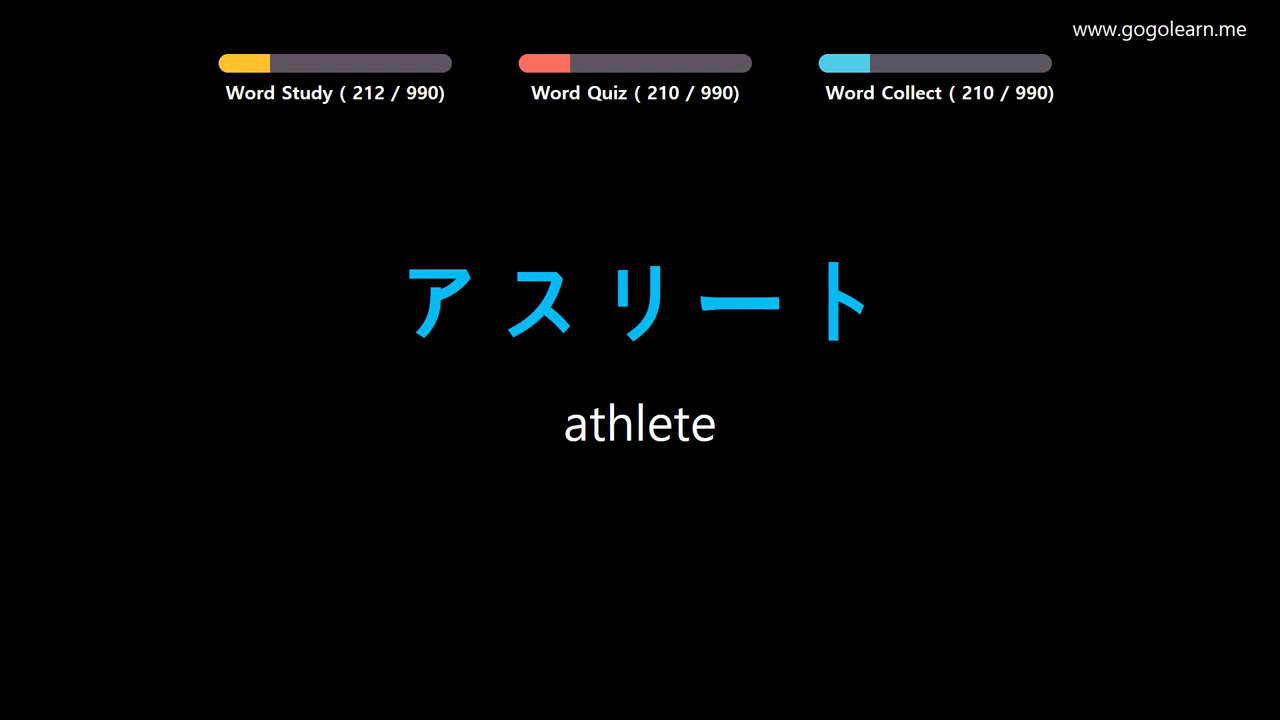 www.gogolearn.me
Word Study ( 212 / 990)
Word Quiz ( 210 / 990)
Word Collect ( 210 / 990)
アスリート
athlete